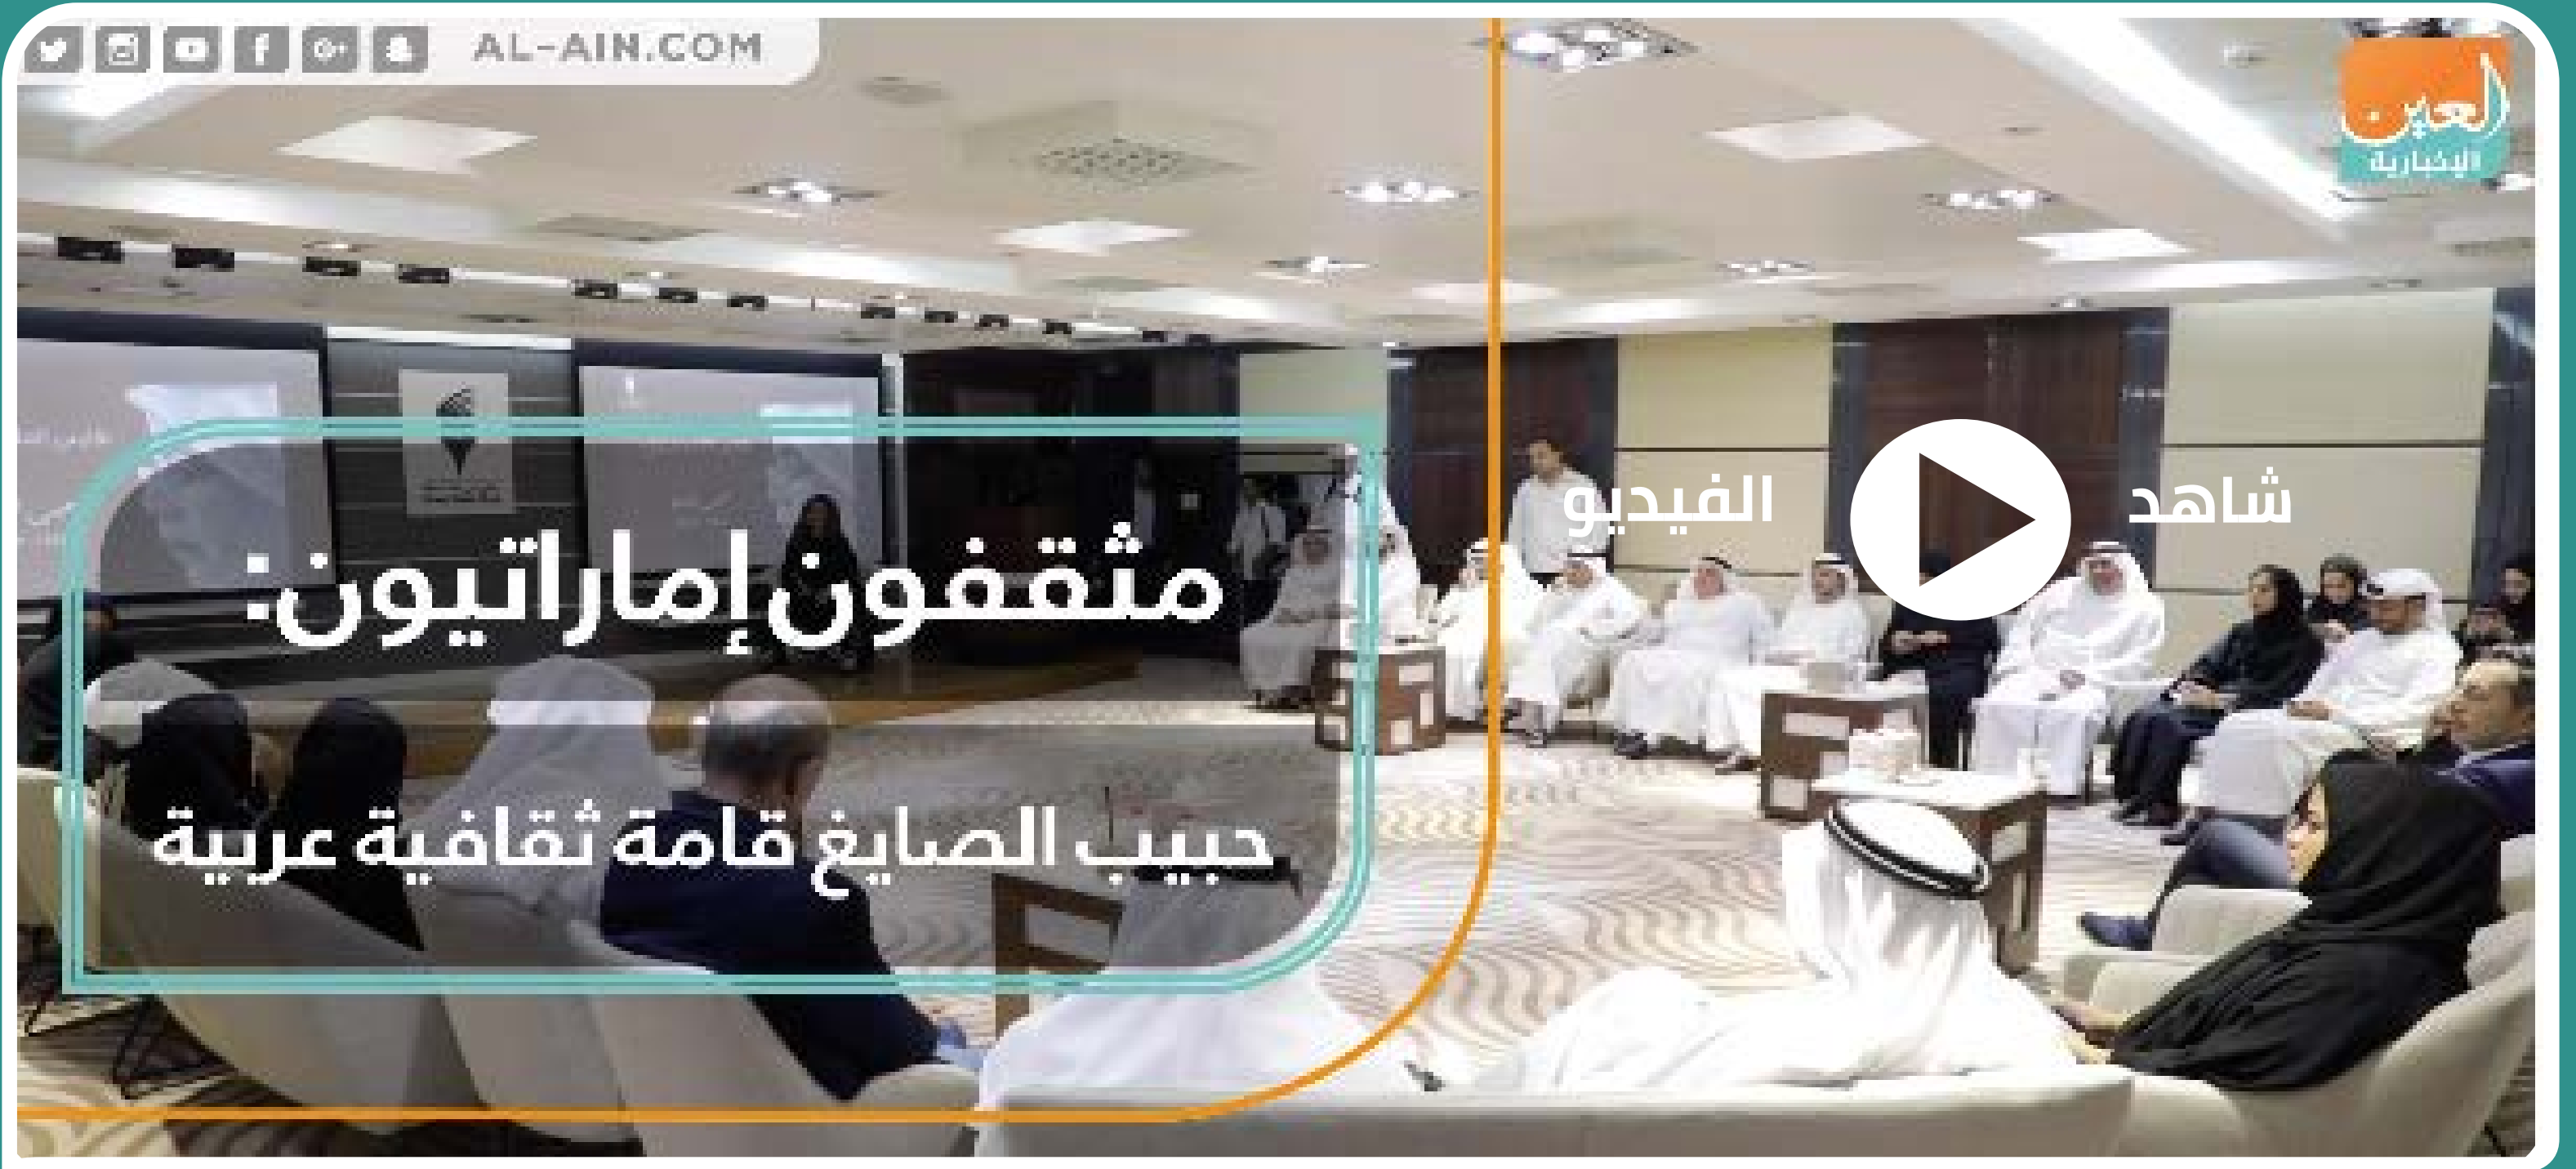 AL-AIN.COM
العين
الإخبارية
شاهد
الفيديو
مثقفون إماراتيون:
حبيب الصايغ قامة ثقافية عربية